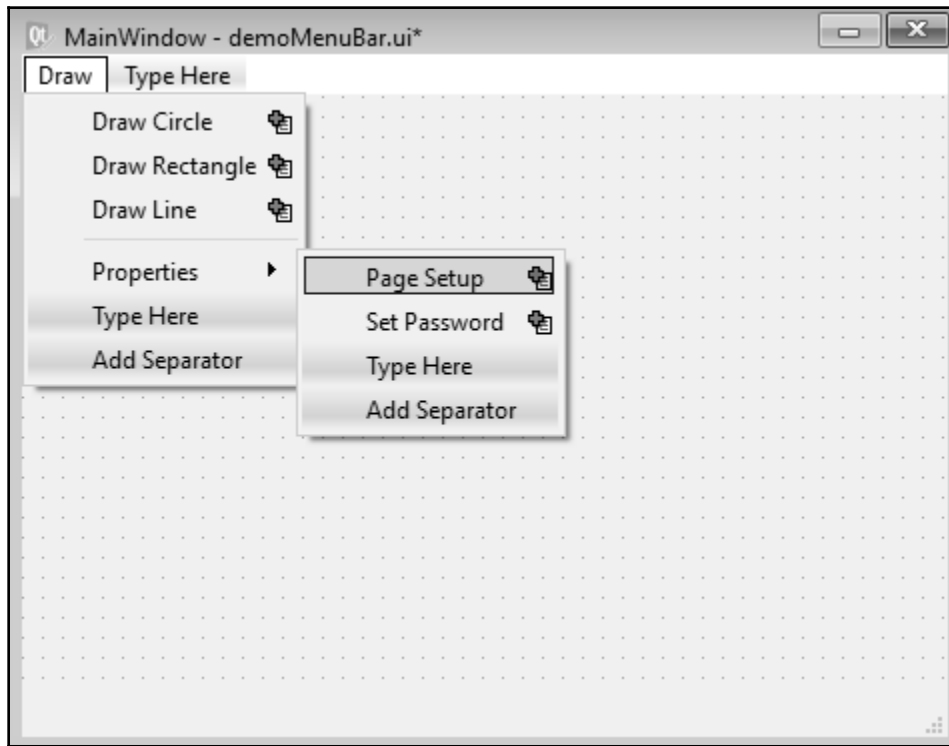 Qt MainWindow - demoMenuBar.ui*
Draw Type Here
Draw Circle
Draw Rectangle
Draw Line
Properties
Type Here
Add Separator
Page Setup
Set Password
Type Here
Add Separator